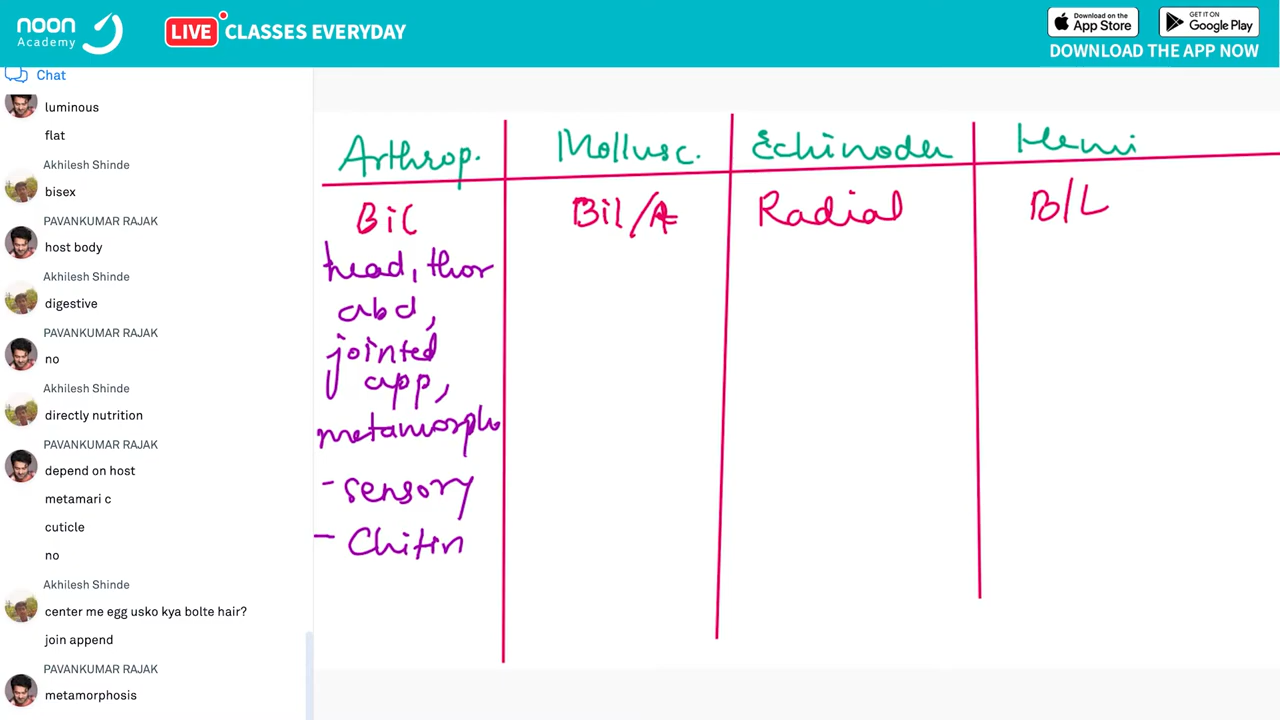 noon
Academy
LIVE CLASSES EVERYDAY
Download on the
App Store
GET IT ON
Google Play
DOWNLOAD THE APP NOW
Chat
luminous
flat
Akhilesh Shinde
bisex
PAVANKUMAR RAJAK
host body
Akhilesh Shinde
digestive
PAVANKUMAR RAJAK
no
Akhilesh Shinde
directly nutrition
PAVANKUMAR RAJAK
depend on host
metamari c
cuticle
no
Akhilesh Shinde
center me egg usko kya bolte hair?
join append
PAVANKUMAR RAJAK
metamorphosis
Arthrop. Mollusc. Echinoder Hemi
Bil Bil/A Radial B/L
head, thor
abd,
jointed
app,
metamorpho
- sensory
- Chitin